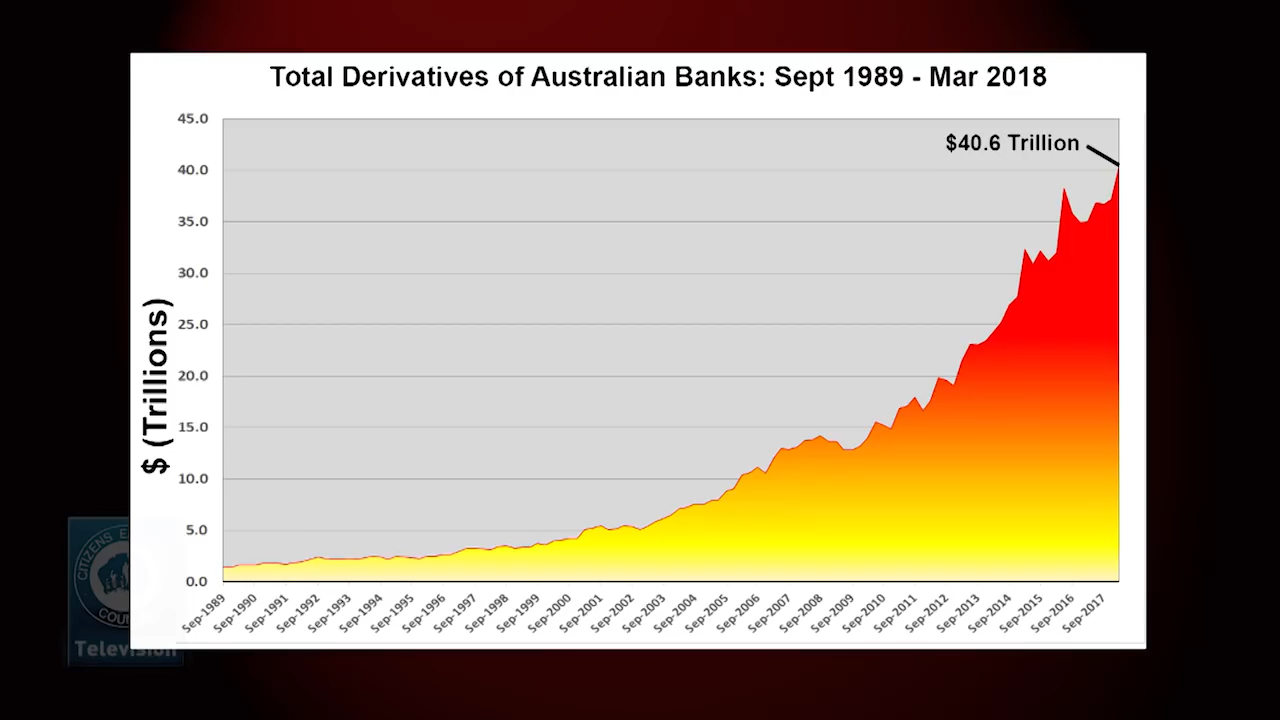 Total Derivatives of Australian Banks: Sept 1989 - Mar 2018
$40.6 Trillion
$ (Trillions)
45.0
40.0
35.0
30.0
25.0
20.0
15.0
10.0
5.0
0.0
Sep-1989
Sep-1990
Sep-1991
Sep-1992
Sep-1993
Sep-1994
Sep-1995
Sep-1996
Sep-1997
Sep-1998
Sep-1999
Sep-2000
Sep-2001
Sep-2002
Sep-2003
Sep-2004
Sep-2005
Sep-2006
Sep-2007
Sep-2008
Sep-2009
Sep-2010
Sep-2011
Sep-2012
Sep-2013
Sep-2014
Sep-2015
Sep-2016
Sep-2017
CITIZENS
Television